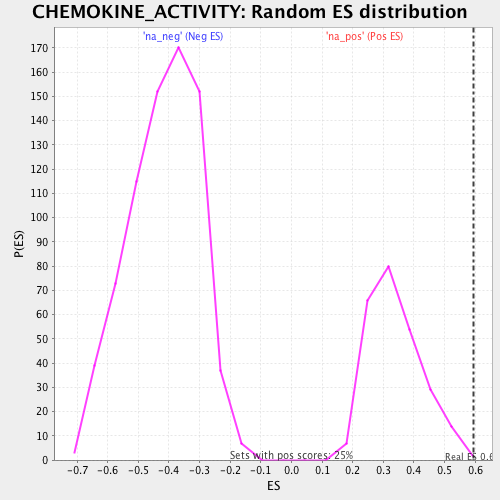 CHEMOKINE_ACTIVITY: Random ES distribution
'na_neg' (Neg ES) 'na_pos' (Pos ES)
170
160
150
140
130
120
110
100
90
80
70
60
50
40
30
20
10
0
P(ES)
Sets with pos scores: 25%
Real ES 0.6
-0.7 -0.6 -0.5 -0.4 -0.3 -0.2 -0.1 0.0 0.1 0.2 0.3 0.4 0.5 0.6
ES